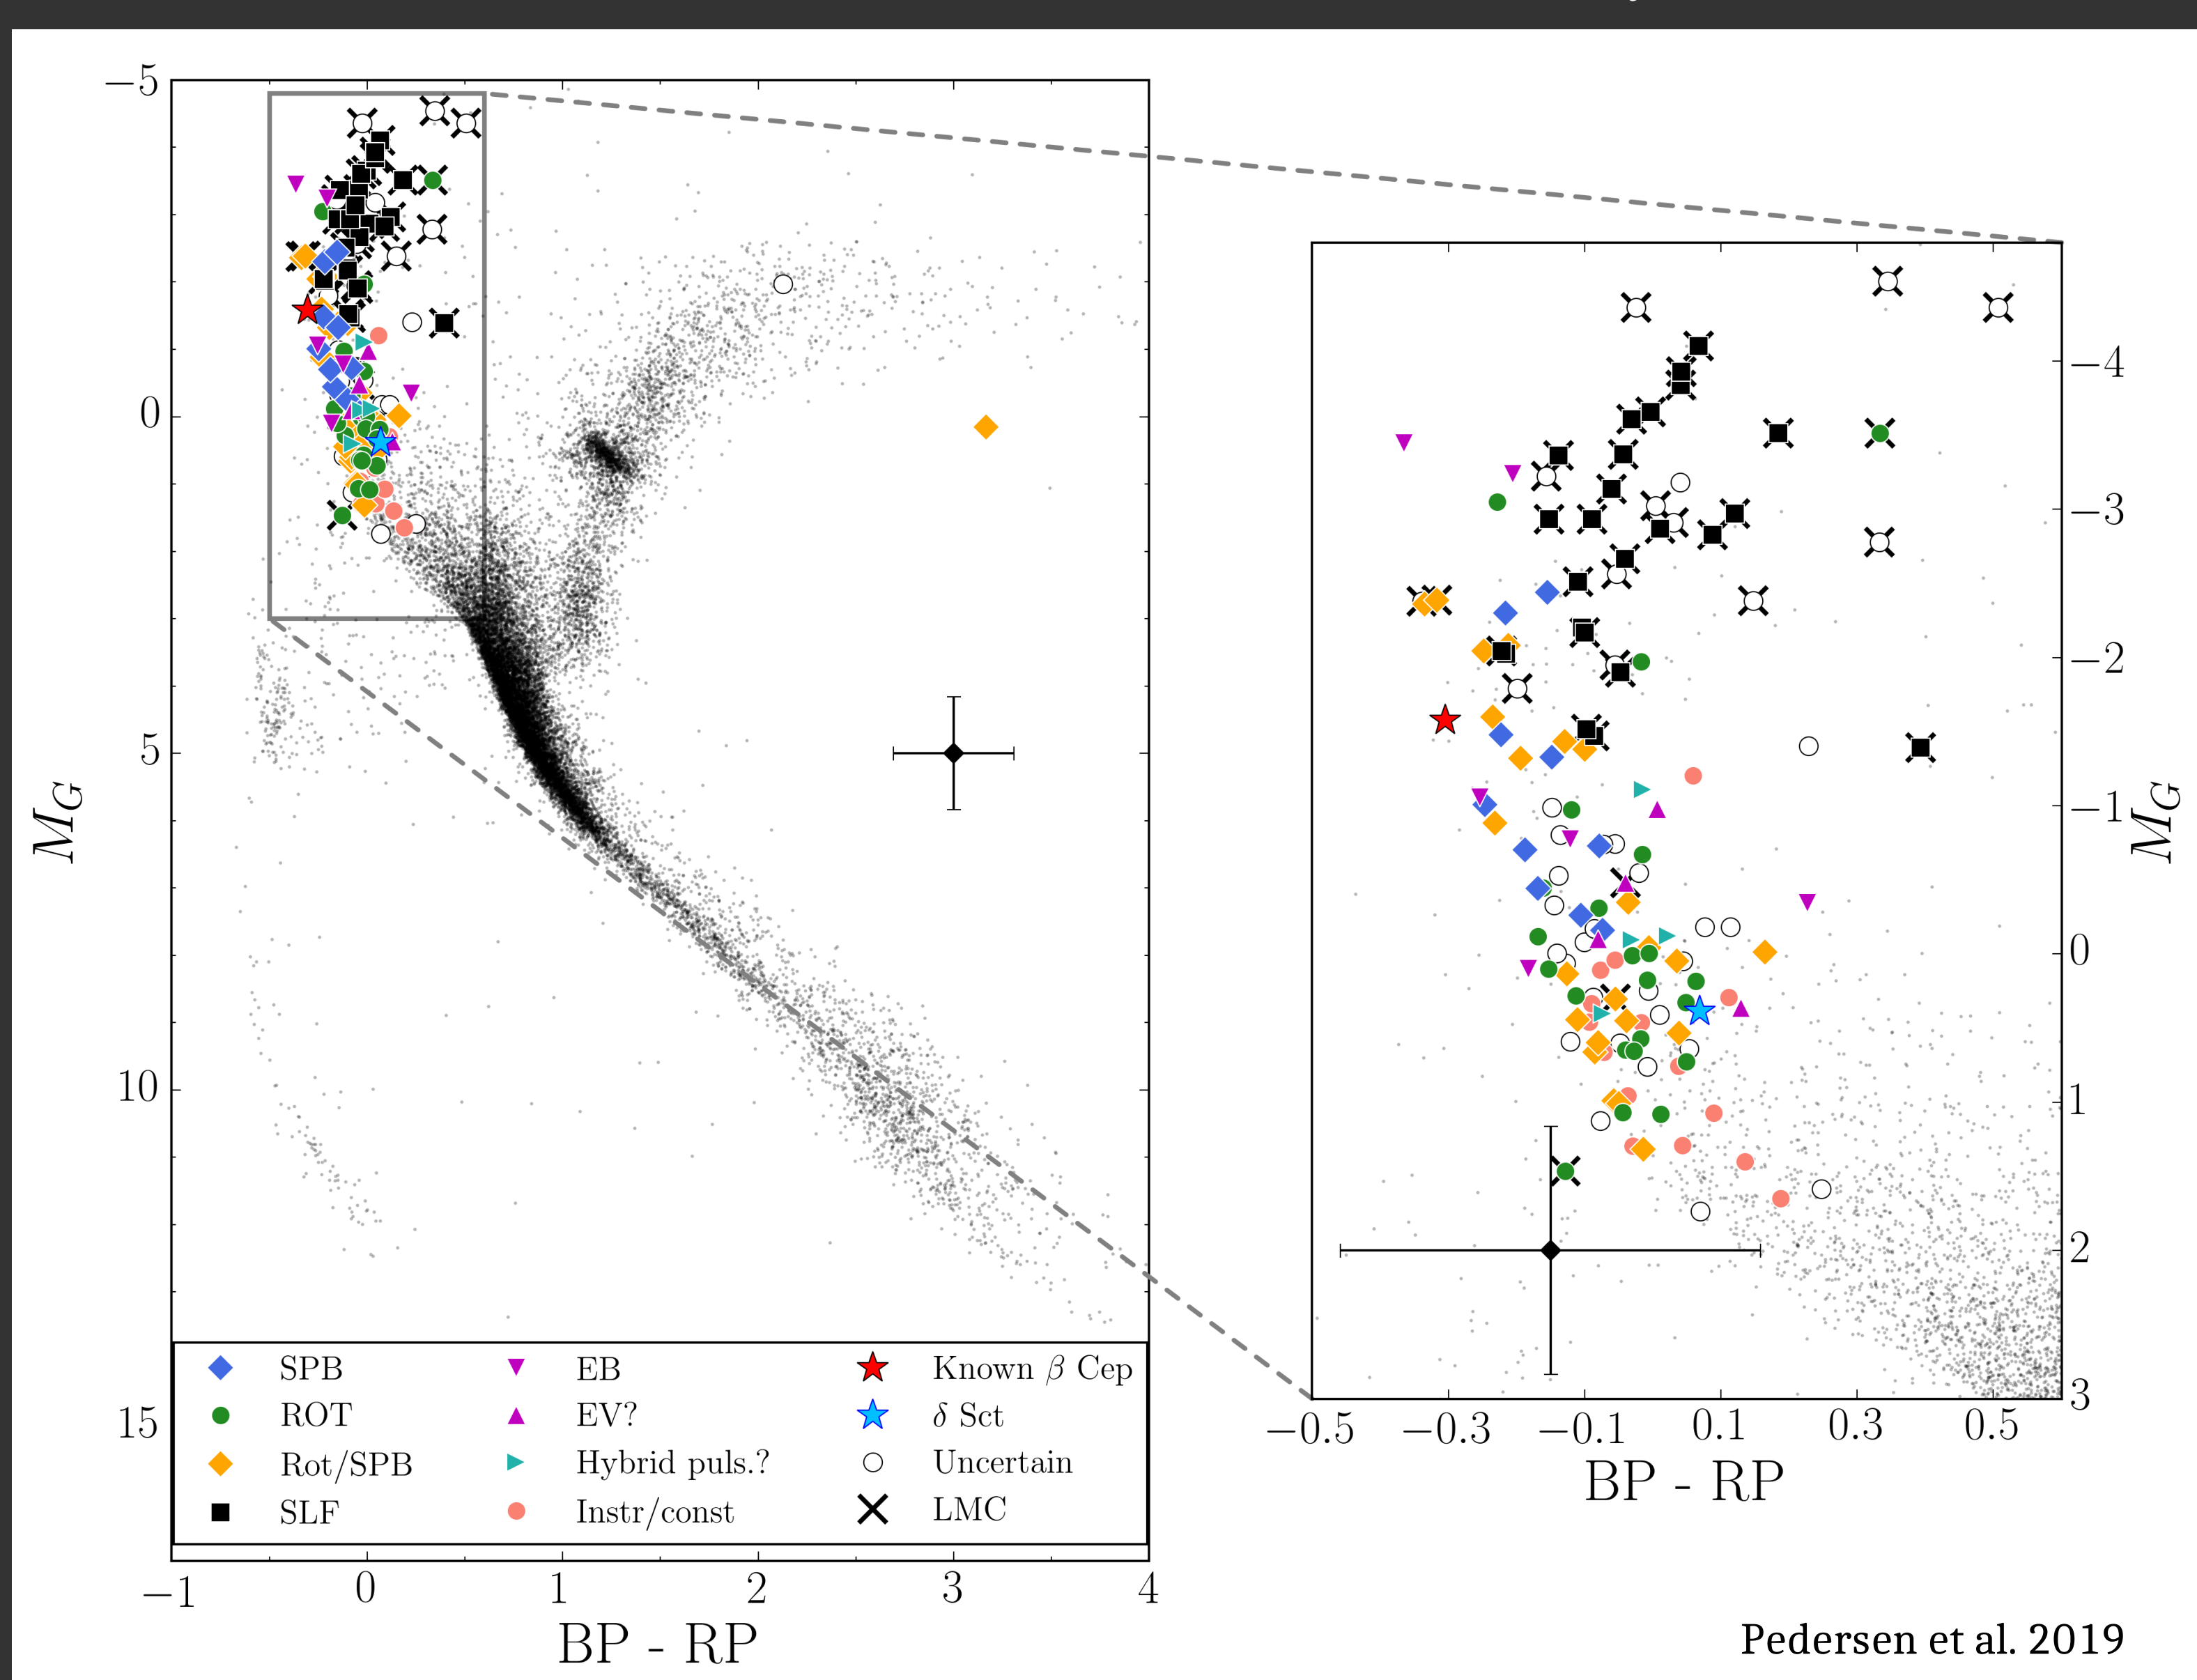 −5
0
5
10
15
M_G
−1 0 1 2 3 4
BP - RP
SPB
ROT
Rot/SPB
SLF
EB
EV?
Hybrid puls.?
Instr/const
Known β Cep
δ Sct
Uncertain
LMC
−4
−3
−2
−1
0
1
2
3
M_G
−0.5 −0.3 −0.1 0.1 0.3 0.5
BP - RP
Pedersen et al. 2019